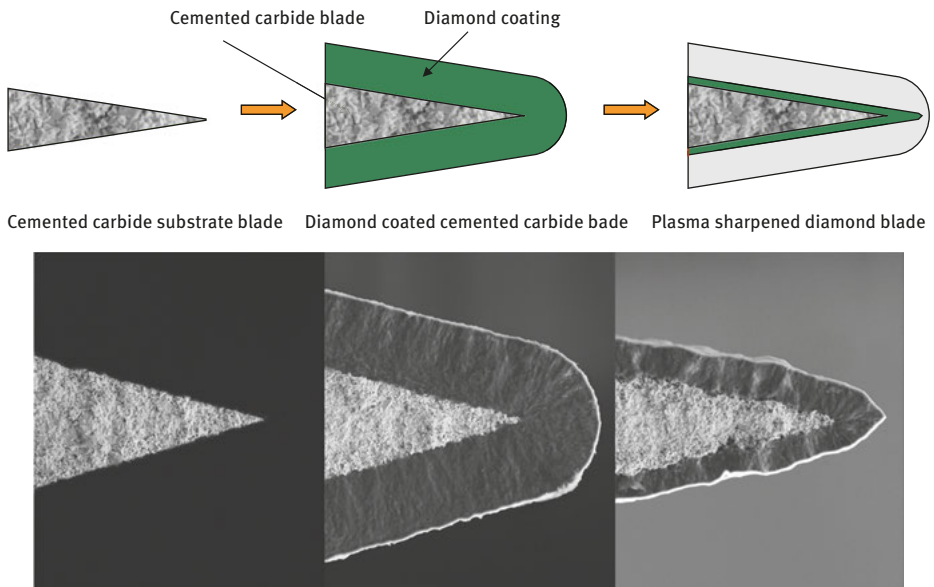 Cemented carbide blade
Diamond coating
Cemented carbide substrate blade
Diamond coated cemented carbide bade
Plasma sharpened diamond blade